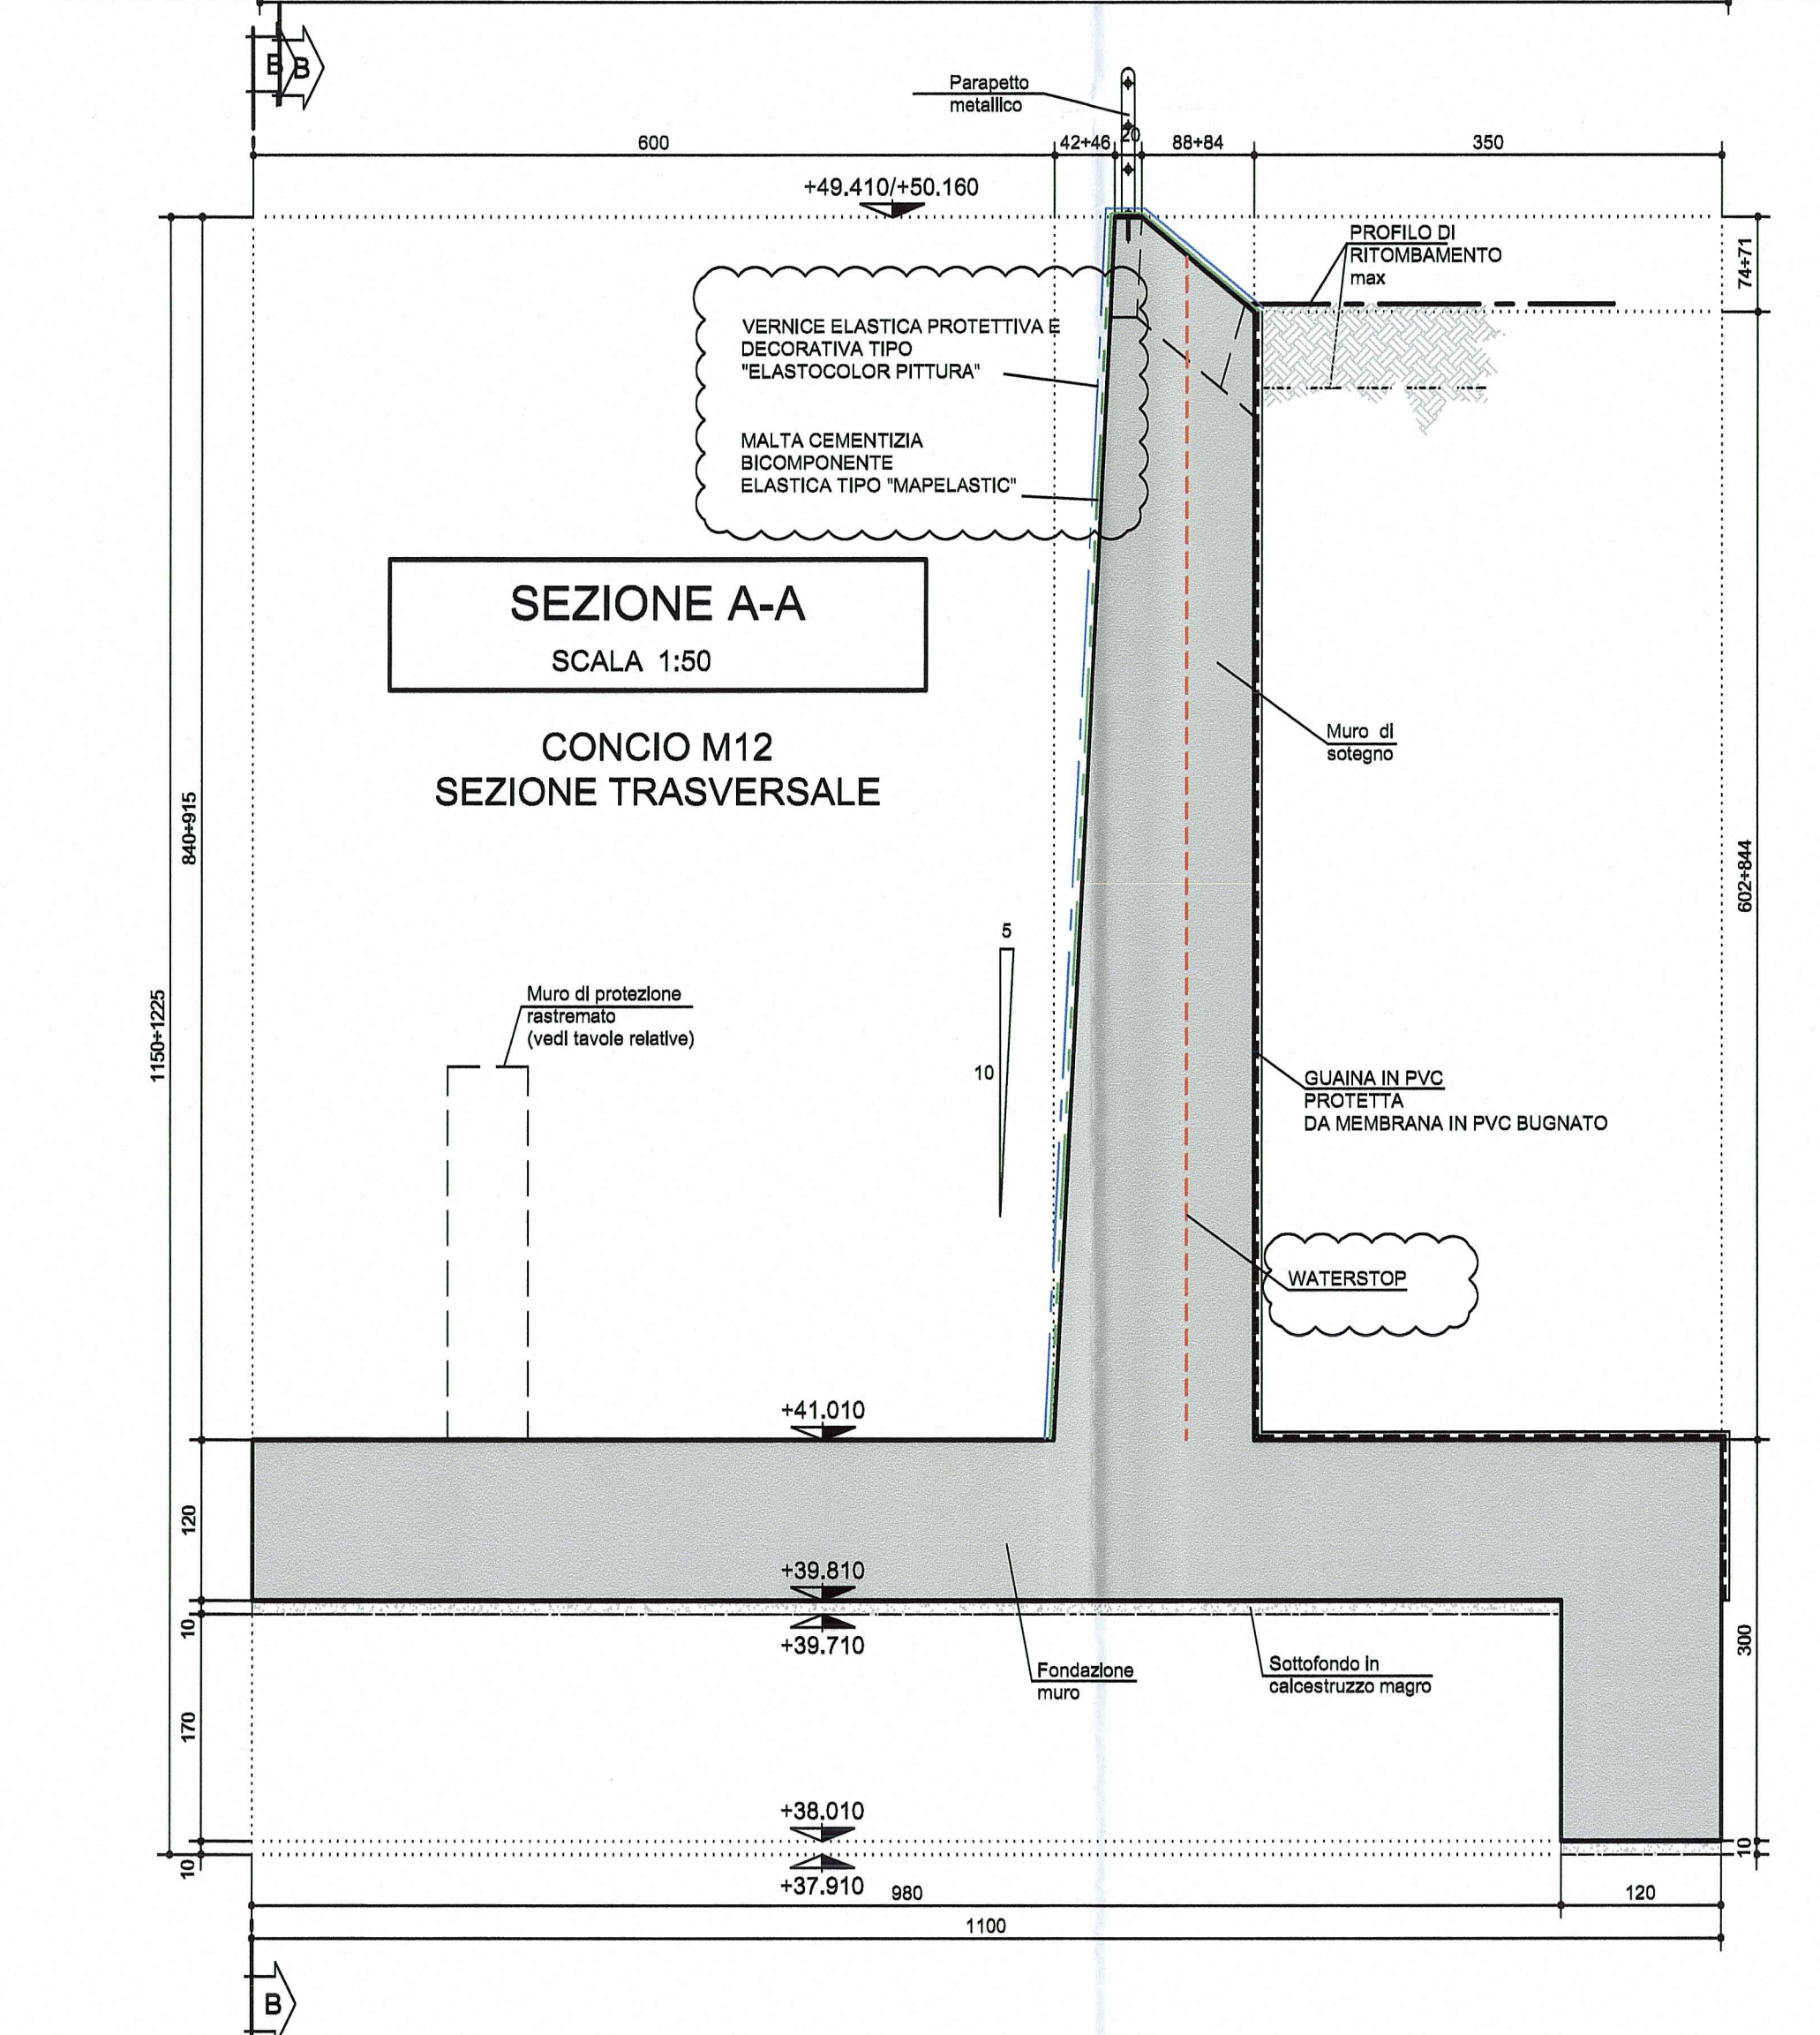 B
B
Parapetto
metallico
600
42÷46
20
88÷84
350
+49.410/+50.160
PROFILO DI
RITOMBAMENTO
max
74÷71
VERNICE ELASTICA PROTETTIVA E
DECORATIVA TIPO
"ELASTOCOLOR PITTURA"
MALTA CEMENTIZIA
BICOMPONENTE
ELASTICA TIPO "MAPELASTIC"
SEZIONE A-A
SCALA 1:50
CONCIO M12
SEZIONE TRASVERSALE
Muro di
sotegno
840÷915
602÷844
5
10
1150÷1225
Muro di protezione
rastremato
(vedi tavole relative)
GUAINA IN PVC
PROTETTA
DA MEMBRANA IN PVC BUGNATO
WATERSTOP
+41.010
120
+39.810
10
+39.710
300
Fondazione
muro
Sottofondo in
calcestruzzo magro
170
+38.010
10
10
+37.910
980
120
1100
B